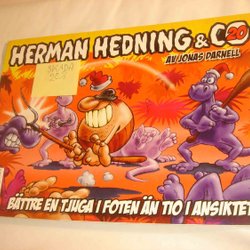 HERMAN HEDNING & CO
20
AV JONAS DARNELL
BÄTTRE EN TJUGA I FOTEN ÄN TIO I ANSIKTET